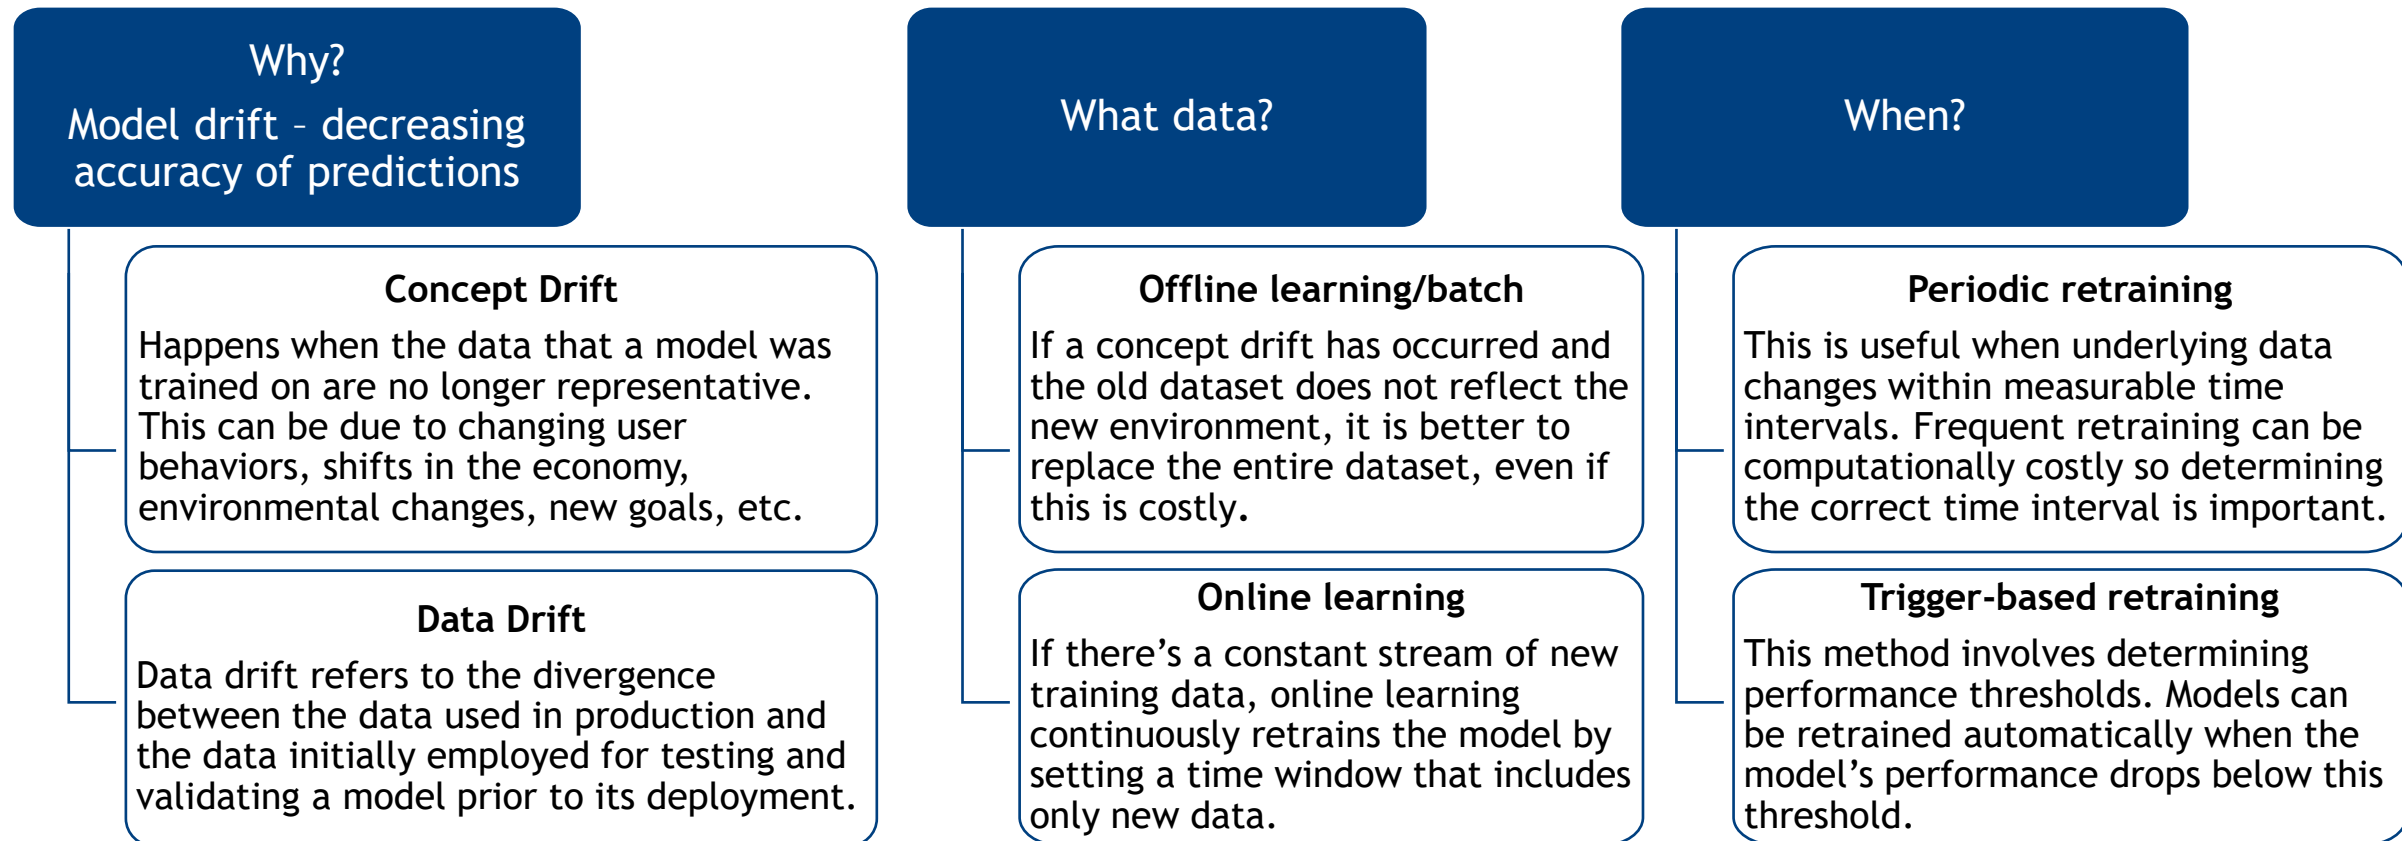 Why?
Model drift – decreasing
accuracy of predictions
Concept Drift
Happens when the data that a model was
trained on are no longer representative.
This can be due to changing user
behaviors, shifts in the economy,
environmental changes, new goals, etc.
Data Drift
Data drift refers to the divergence
between the data used in production and
the data initially employed for testing and
validating a model prior to its deployment.
What data?
Offline learning/batch
If a concept drift has occurred and
the old dataset does not reflect the
new environment, it is better to
replace the entire dataset, even if
this is costly.
Online learning
If there’s a constant stream of new
training data, online learning
continuously retrains the model by
setting a time window that includes
only new data.
When?
Periodic retraining
This is useful when underlying data
changes within measurable time
intervals. Frequent retraining can be
computationally costly so determining
the correct time interval is important.
Trigger-based retraining
This method involves determining
performance thresholds. Models can
be retrained automatically when the
model’s performance drops below this
threshold.